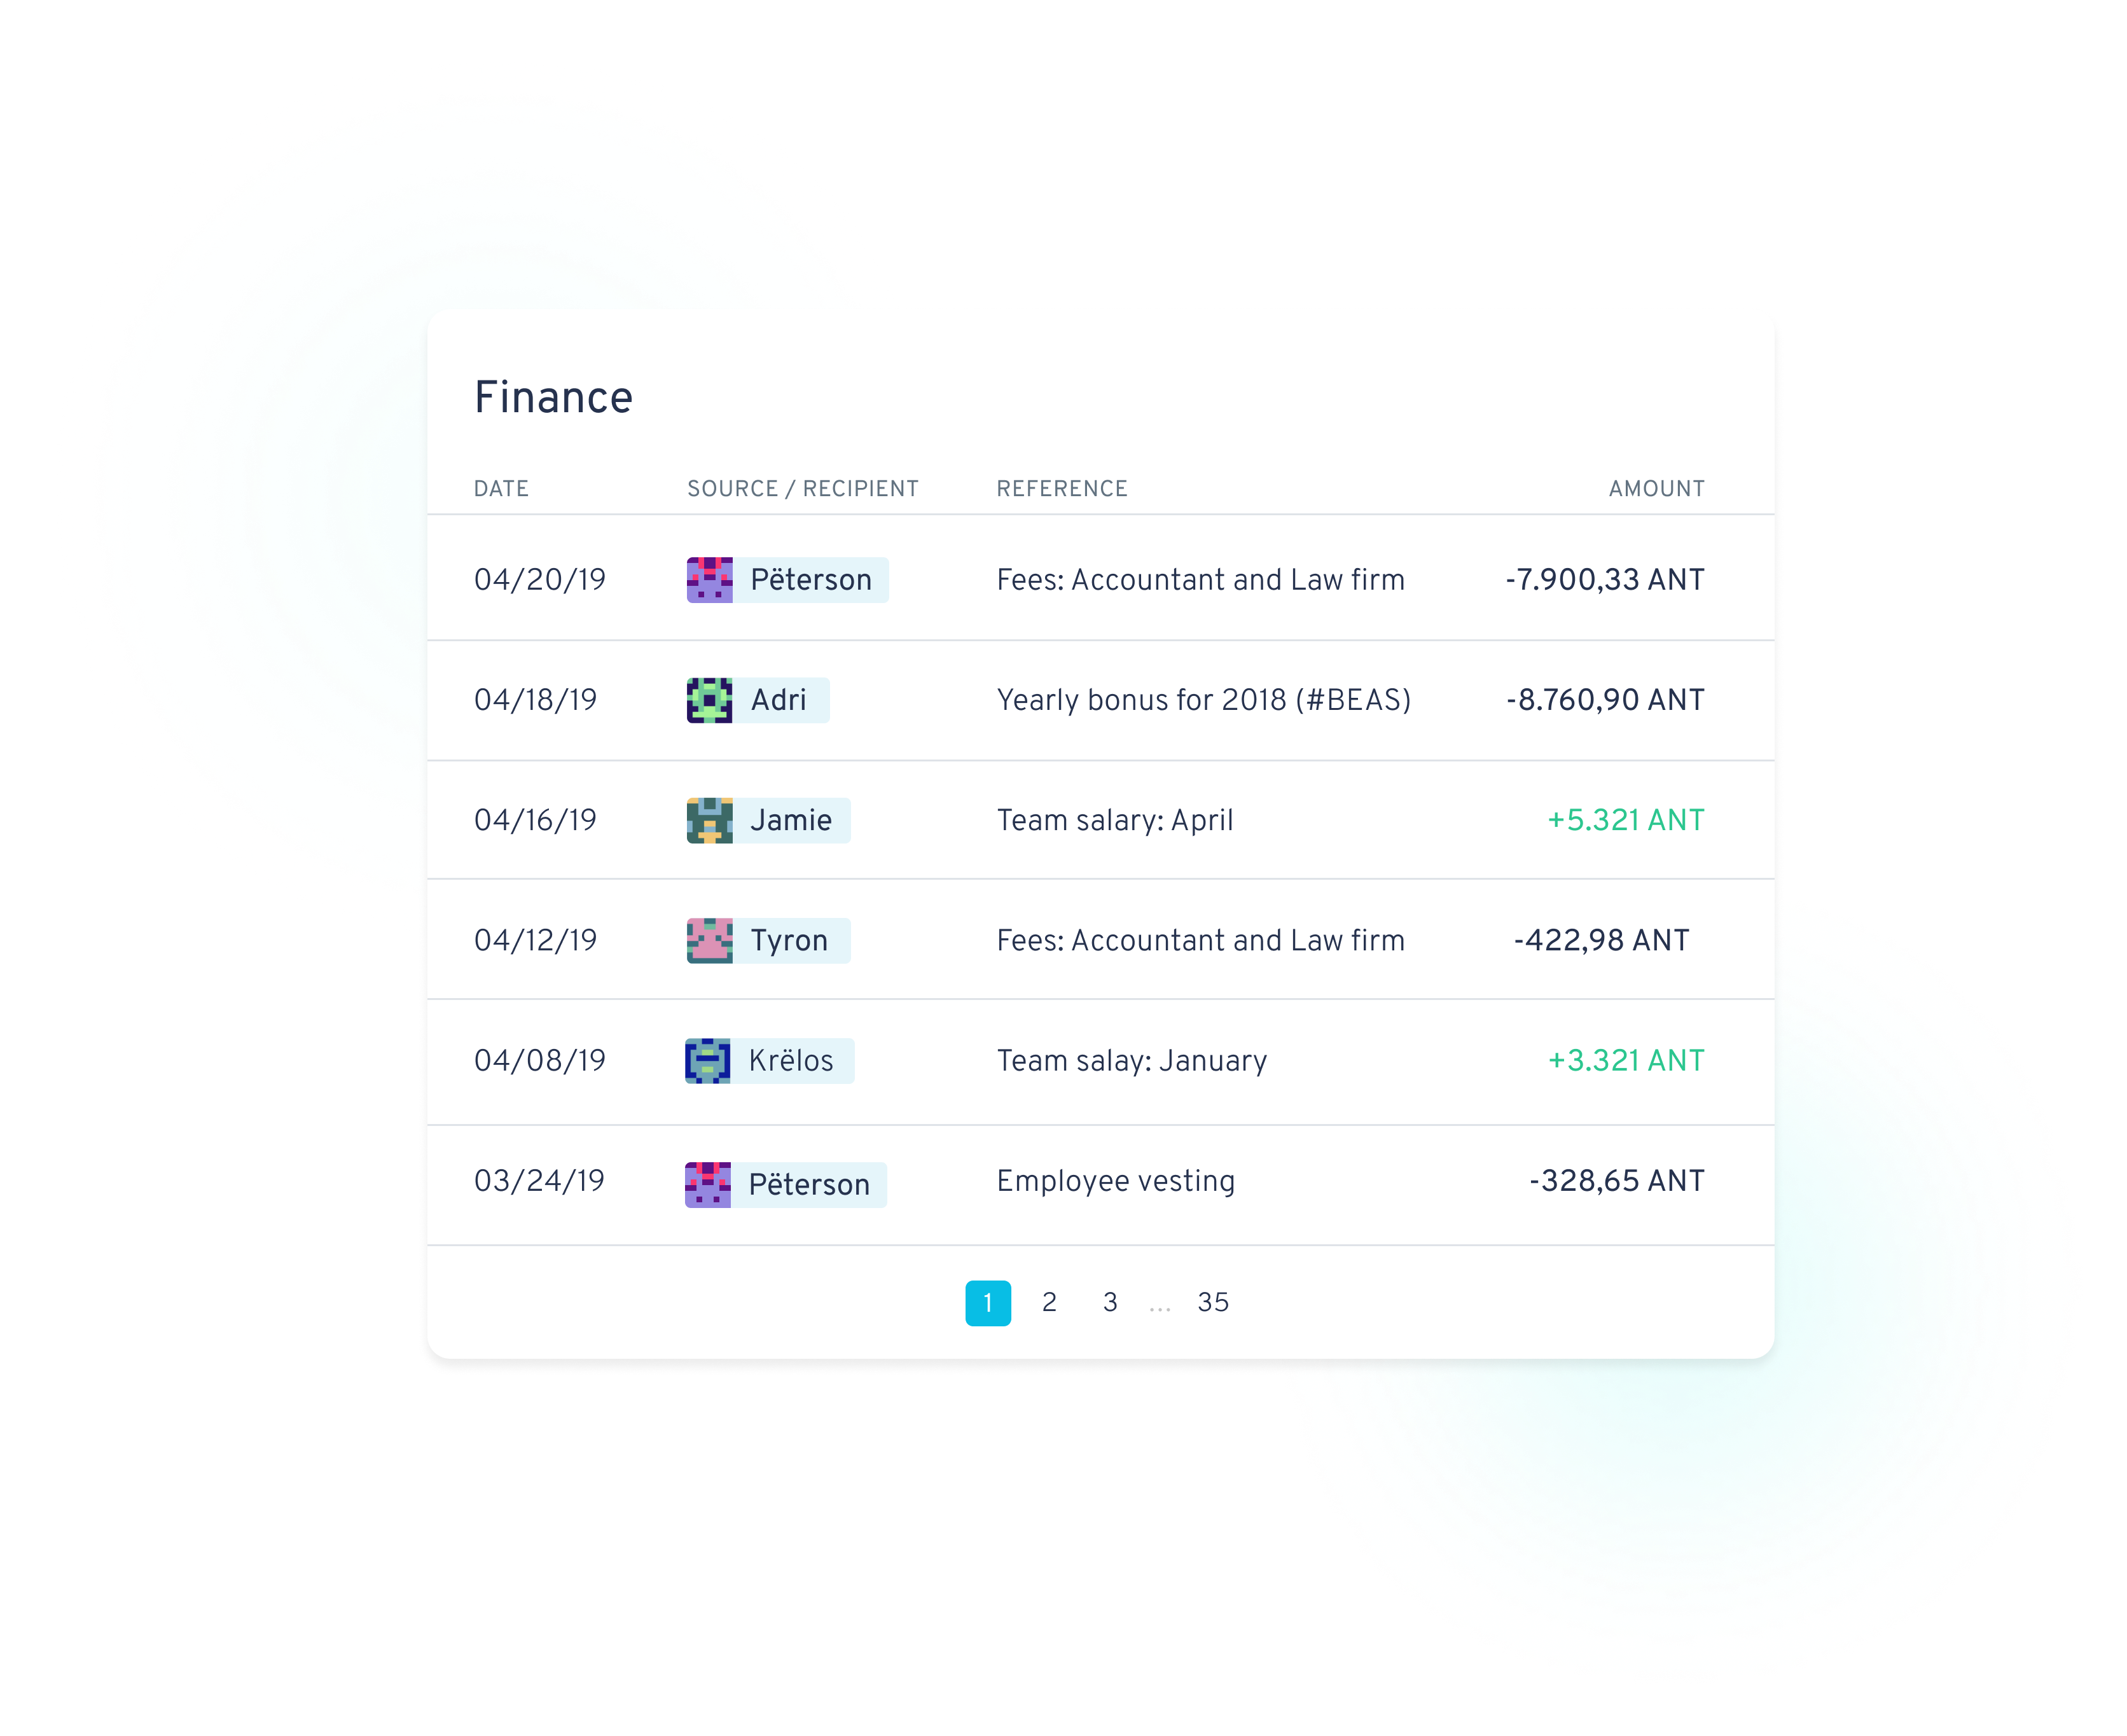 Finance
DATE SOURCE / RECIPIENT REFERENCE AMOUNT
04/20/19 Pëterson Fees: Accountant and Law firm -7.900,33 ANT
04/18/19 Adri Yearly bonus for 2018 (#BEAS) -8.760,90 ANT
04/16/19 Jamie Team salary: April +5.321 ANT
04/12/19 Tyron Fees: Accountant and Law firm -422,98 ANT
04/08/19 Krëlos Team salay: January +3.321 ANT
03/24/19 Pëterson Employee vesting -328,65 ANT
1 2 3 ... 35